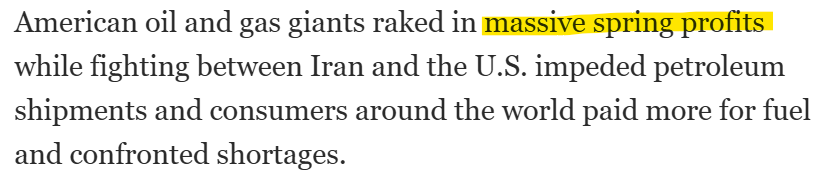 American oil and gas giants raked in massive spring profits
while fighting between Iran and the U.S. impeded petroleum
shipments and consumers around the world paid more for fuel
and confronted shortages.